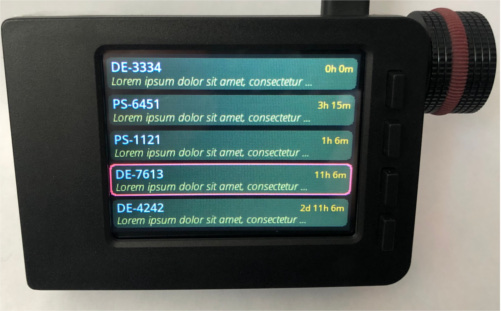 DE-3334 0h 0m
Lorem ipsum dolor sit amet, consectetur ...
PS-6451 3h 15m
Lorem ipsum dolor sit amet, consectetur ...
PS-1121 1h 6m
Lorem ipsum dolor sit amet, consectetur ...
DE-7613 11h 6m
Lorem ipsum dolor sit amet, consectetur ...
DE-4242 2d 11h 6m
Lorem ipsum dolor sit amet, consectetur ...